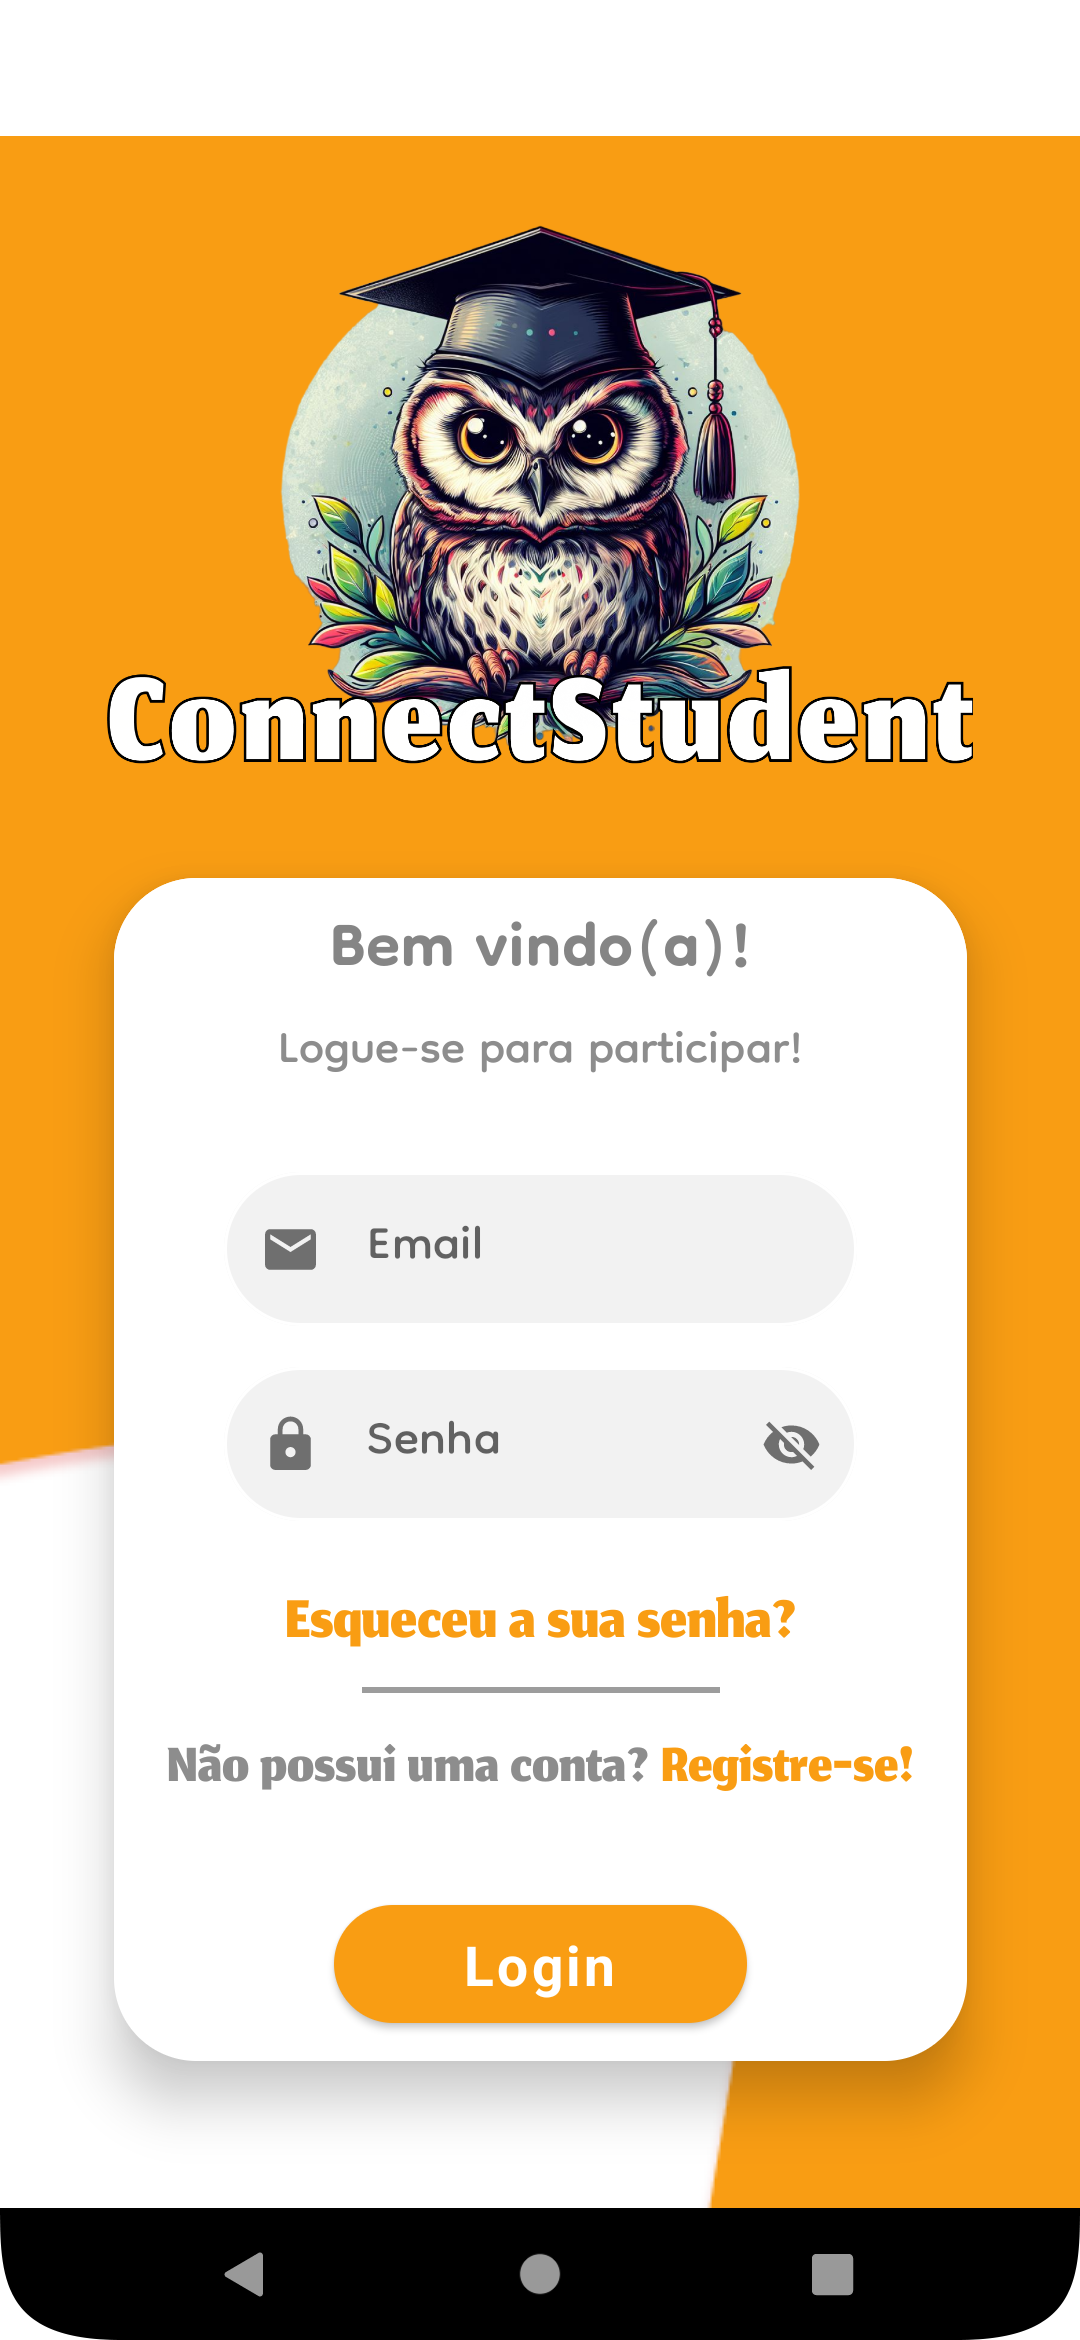 ConnectStudent
Bem vindo(a)!
Logue-se para participar!
Email
Senha
Esqueceu a sua senha?
Não possui uma conta? Registre-se!
Login